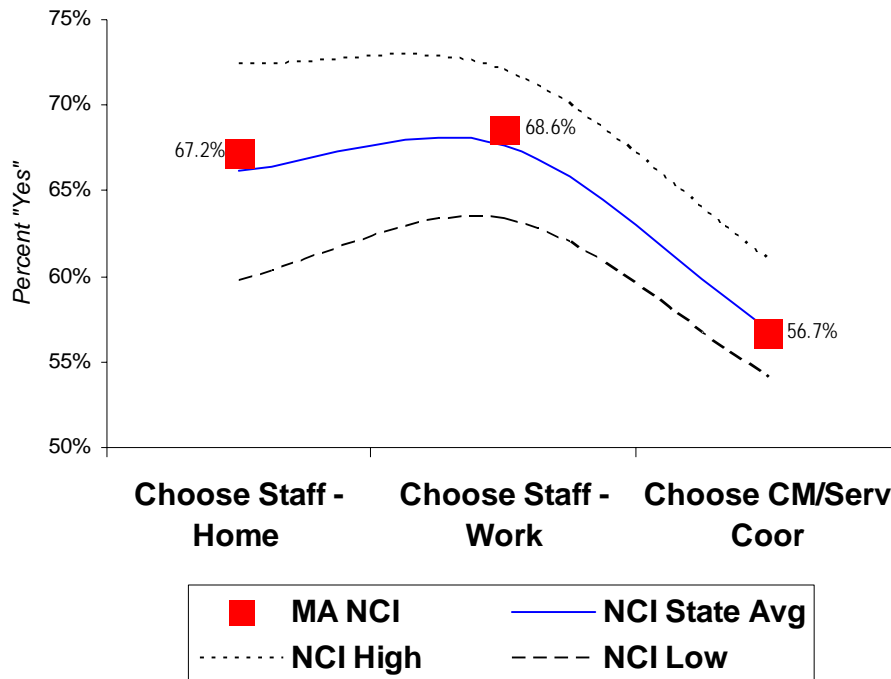 75%
70%
65%
60%
55%
50%
Percent "Yes"
67.2%
68.6%
56.7%
Choose Staff -
Home
Choose Staff -
Work
Choose CM/Serv
Coor
MA NCI
NCI State Avg
NCI High
NCI Low